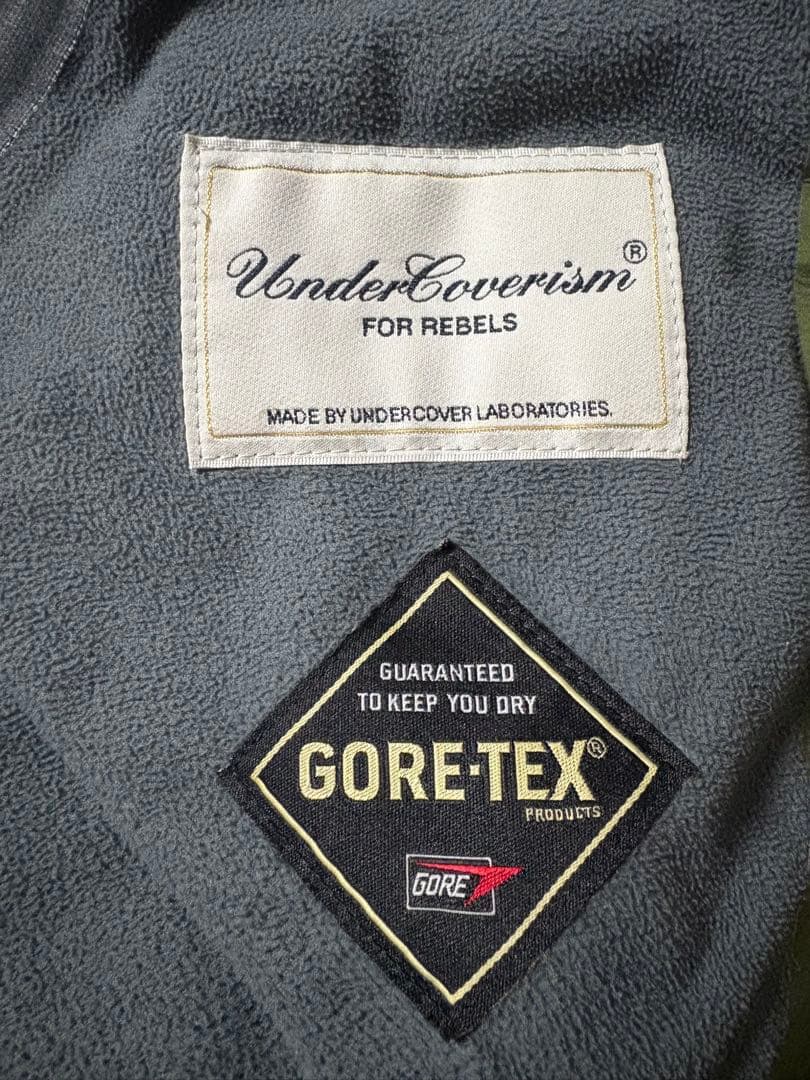 UnderCoverism®
FOR REBELS
MADE BY UNDERCOVER LABORATORIES.
GUARANTEED
TO KEEP YOU DRY
GORE-TEX®
PRODUCTS
GORE